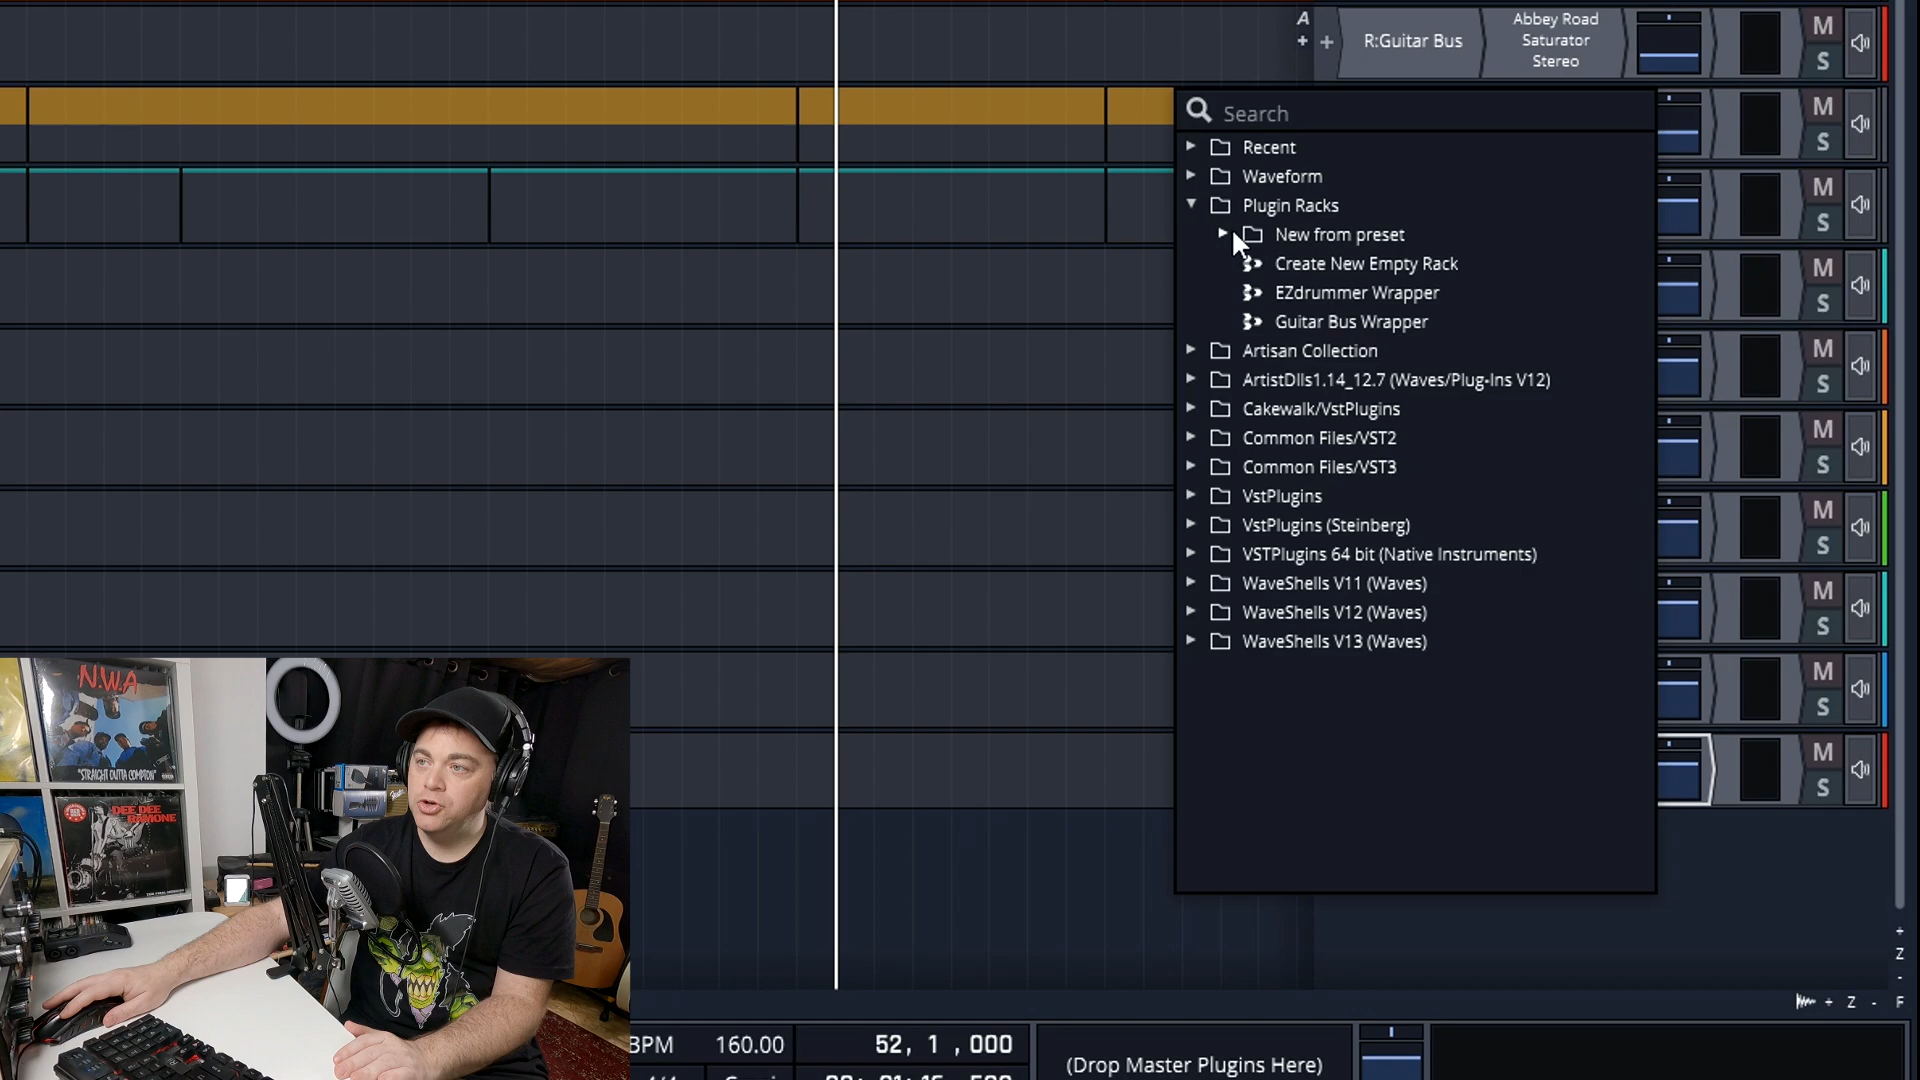 A
+
+
R:Guitar Bus
Abbey Road
Saturator
Stereo
M
S
Search
Recent
Waveform
Plugin Racks
New from preset
Create New Empty Rack
EZdrummer Wrapper
Guitar Bus Wrapper
Artisan Collection
ArtistDlls1.14_12.7 (Waves/Plug-Ins V12)
Cakewalk/VstPlugins
Common Files/VST2
Common Files/VST3
VstPlugins
VstPlugins (Steinberg)
VSTPlugins 64 bit (Native Instruments)
WaveShells V11 (Waves)
WaveShells V12 (Waves)
WaveShells V13 (Waves)
M
S
M
S
M
S
M
S
M
S
M
S
M
S
M
S
M
S
N.W.A
"STRAIGHT OUTTA COMPTON"
DEE DEE
RAMONE
+
Z
-
+ Z - F
BPM 160.00
52, 1 ,000
(Drop Master Plugins Here)